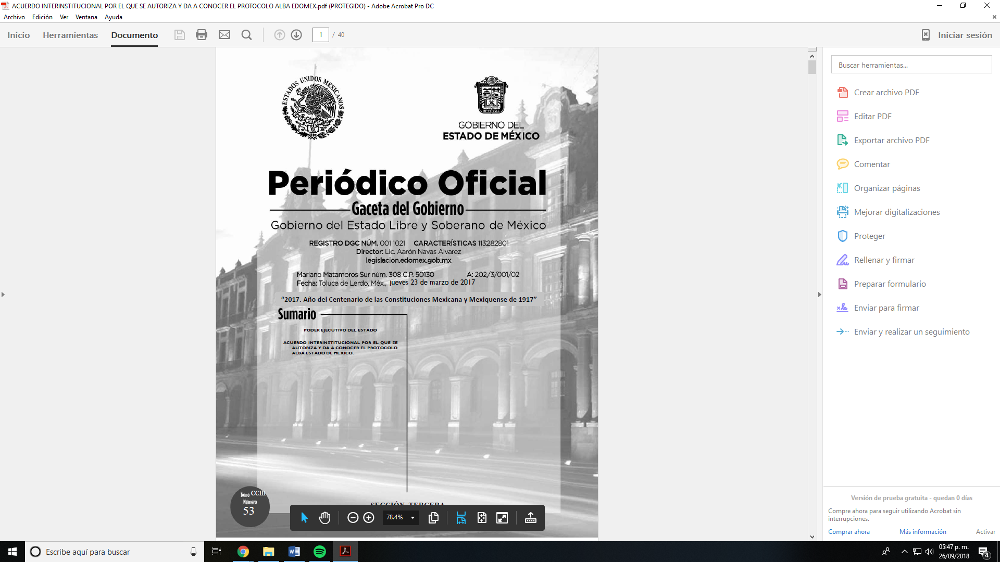 ACUERDO INTERINSTITUCIONAL POR EL QUE SE AUTORIZA Y DA A CONOCER EL PROTOCOLO ALBA EDOMEX.pdf (PROTEGIDO) - Adobe Acrobat Pro DC
Archivo Edición Ver Ventana Ayuda
Inicio Herramientas Documento 1 / 40 Iniciar sesión
ESTADOS UNIDOS MEXICANOS
GOBIERNO DEL
ESTADO DE MÉXICO
Periódico Oficial
Gaceta del Gobierno
Gobierno del Estado Libre y Soberano de México
REGISTRO DGC NÚM. 001 1021 CARACTERÍSTICAS 113282801
Director: Lic. Aarón Navas Alvarez
legislacion.edomex.gob.mx
Mariano Matamoros Sur núm. 308 C.P. 50130 A: 202/3/001/02
Fecha: Toluca de Lerdo, Méx., jueves 23 de marzo de 2017
“2017. Año del Centenario de las Constituciones Mexicana y Mexiquense de 1917”
Sumario
PODER EJECUTIVO DEL ESTADO
ACUERDO INTERINSTITUCIONAL POR EL QUE SE
AUTORIZA Y DA A CONOCER EL PROTOCOLO
ALBA ESTADO DE MÉXICO.
Tomo CCIII
Número
53
SECCIÓN TERCERA
78.4%
Buscar herramientas...
Crear archivo PDF
Editar PDF
Exportar archivo PDF
Comentar
Organizar páginas
Mejorar digitalizaciones
Proteger
Rellenar y firmar
Preparar formulario
Enviar para firmar
Enviar y realizar un seguimiento
Versión de prueba gratuita - quedan 0 días
Compre ahora para seguir utilizando Acrobat sin
interrupciones.
Comprar ahora Más información Activar
Escribe aquí para buscar
05:47 p. m.
26/09/2018
4